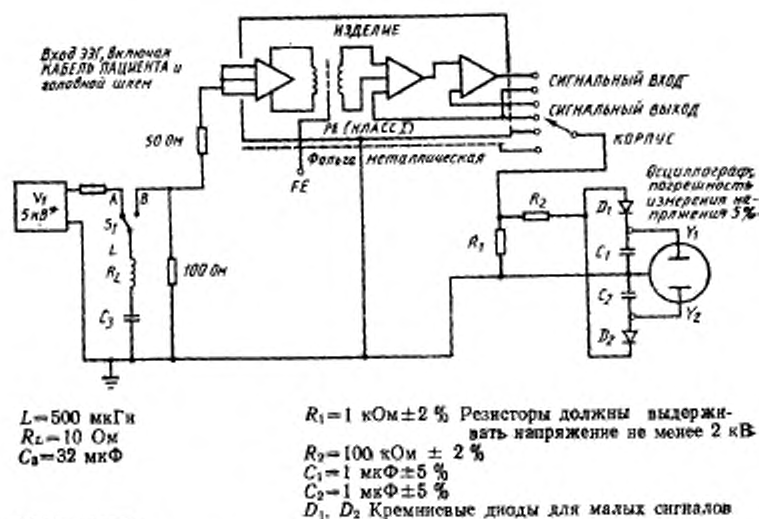 ИЗДЕЛИЕ
Вход ЭЭГ, включая
КАБЕЛЬ ПАЦИЕНТА и
головной шлем
СИГНАЛЬНЫЙ ВХОД
СИГНАЛЬНЫЙ ВЫХОД
КОРПУС
РЕ (КЛАСС I)
Фольга металлическая
FE
50 Ом
V1
5 кВ*
A
B
S1
L
RL
C3
100 Ом
R1
R2
Осциллограф,
погрешность
измерения на-
пряжения 5%
D1
C1
C2
D2
Y1
Y2
L=500 мкГн
RL=10 Ом
C3=32 мкФ
R1=1 кОм±2 % Резисторы должны выдержи-
вать напряжение не менее 2 кВ
R2=100 кОм ± 2 %
C1=1 мкФ±5 %
C2=1 мкФ±5 %
D1, D2 Кремниевые диоды для малых сигналов